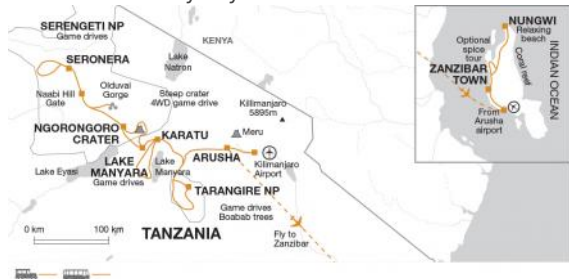 SERENGETI NP
Game drives
KENYA
Lake
Natron
SERONERA
Naabi Hill
Gate
Olduvai
Gorge
Steep crater
4WD game drive
Killimanjaro
5895m
NGORONGORO
CRATER
KARATU
Meru
ARUSHA
Kilimanjaro
Airport
Lake Eyasi
LAKE
MANYARA
Game drives
Lake
Manyara
TARANGIRE NP
Game drives
Boabab trees
0 km
100 km
TANZANIA
Fly to
Zanzibar
NUNGWI
Relaxing
beach
Optional
spice
tour
ZANZIBAR
TOWN
Coral reef
INDIAN OCEAN
From
Arusha
airport